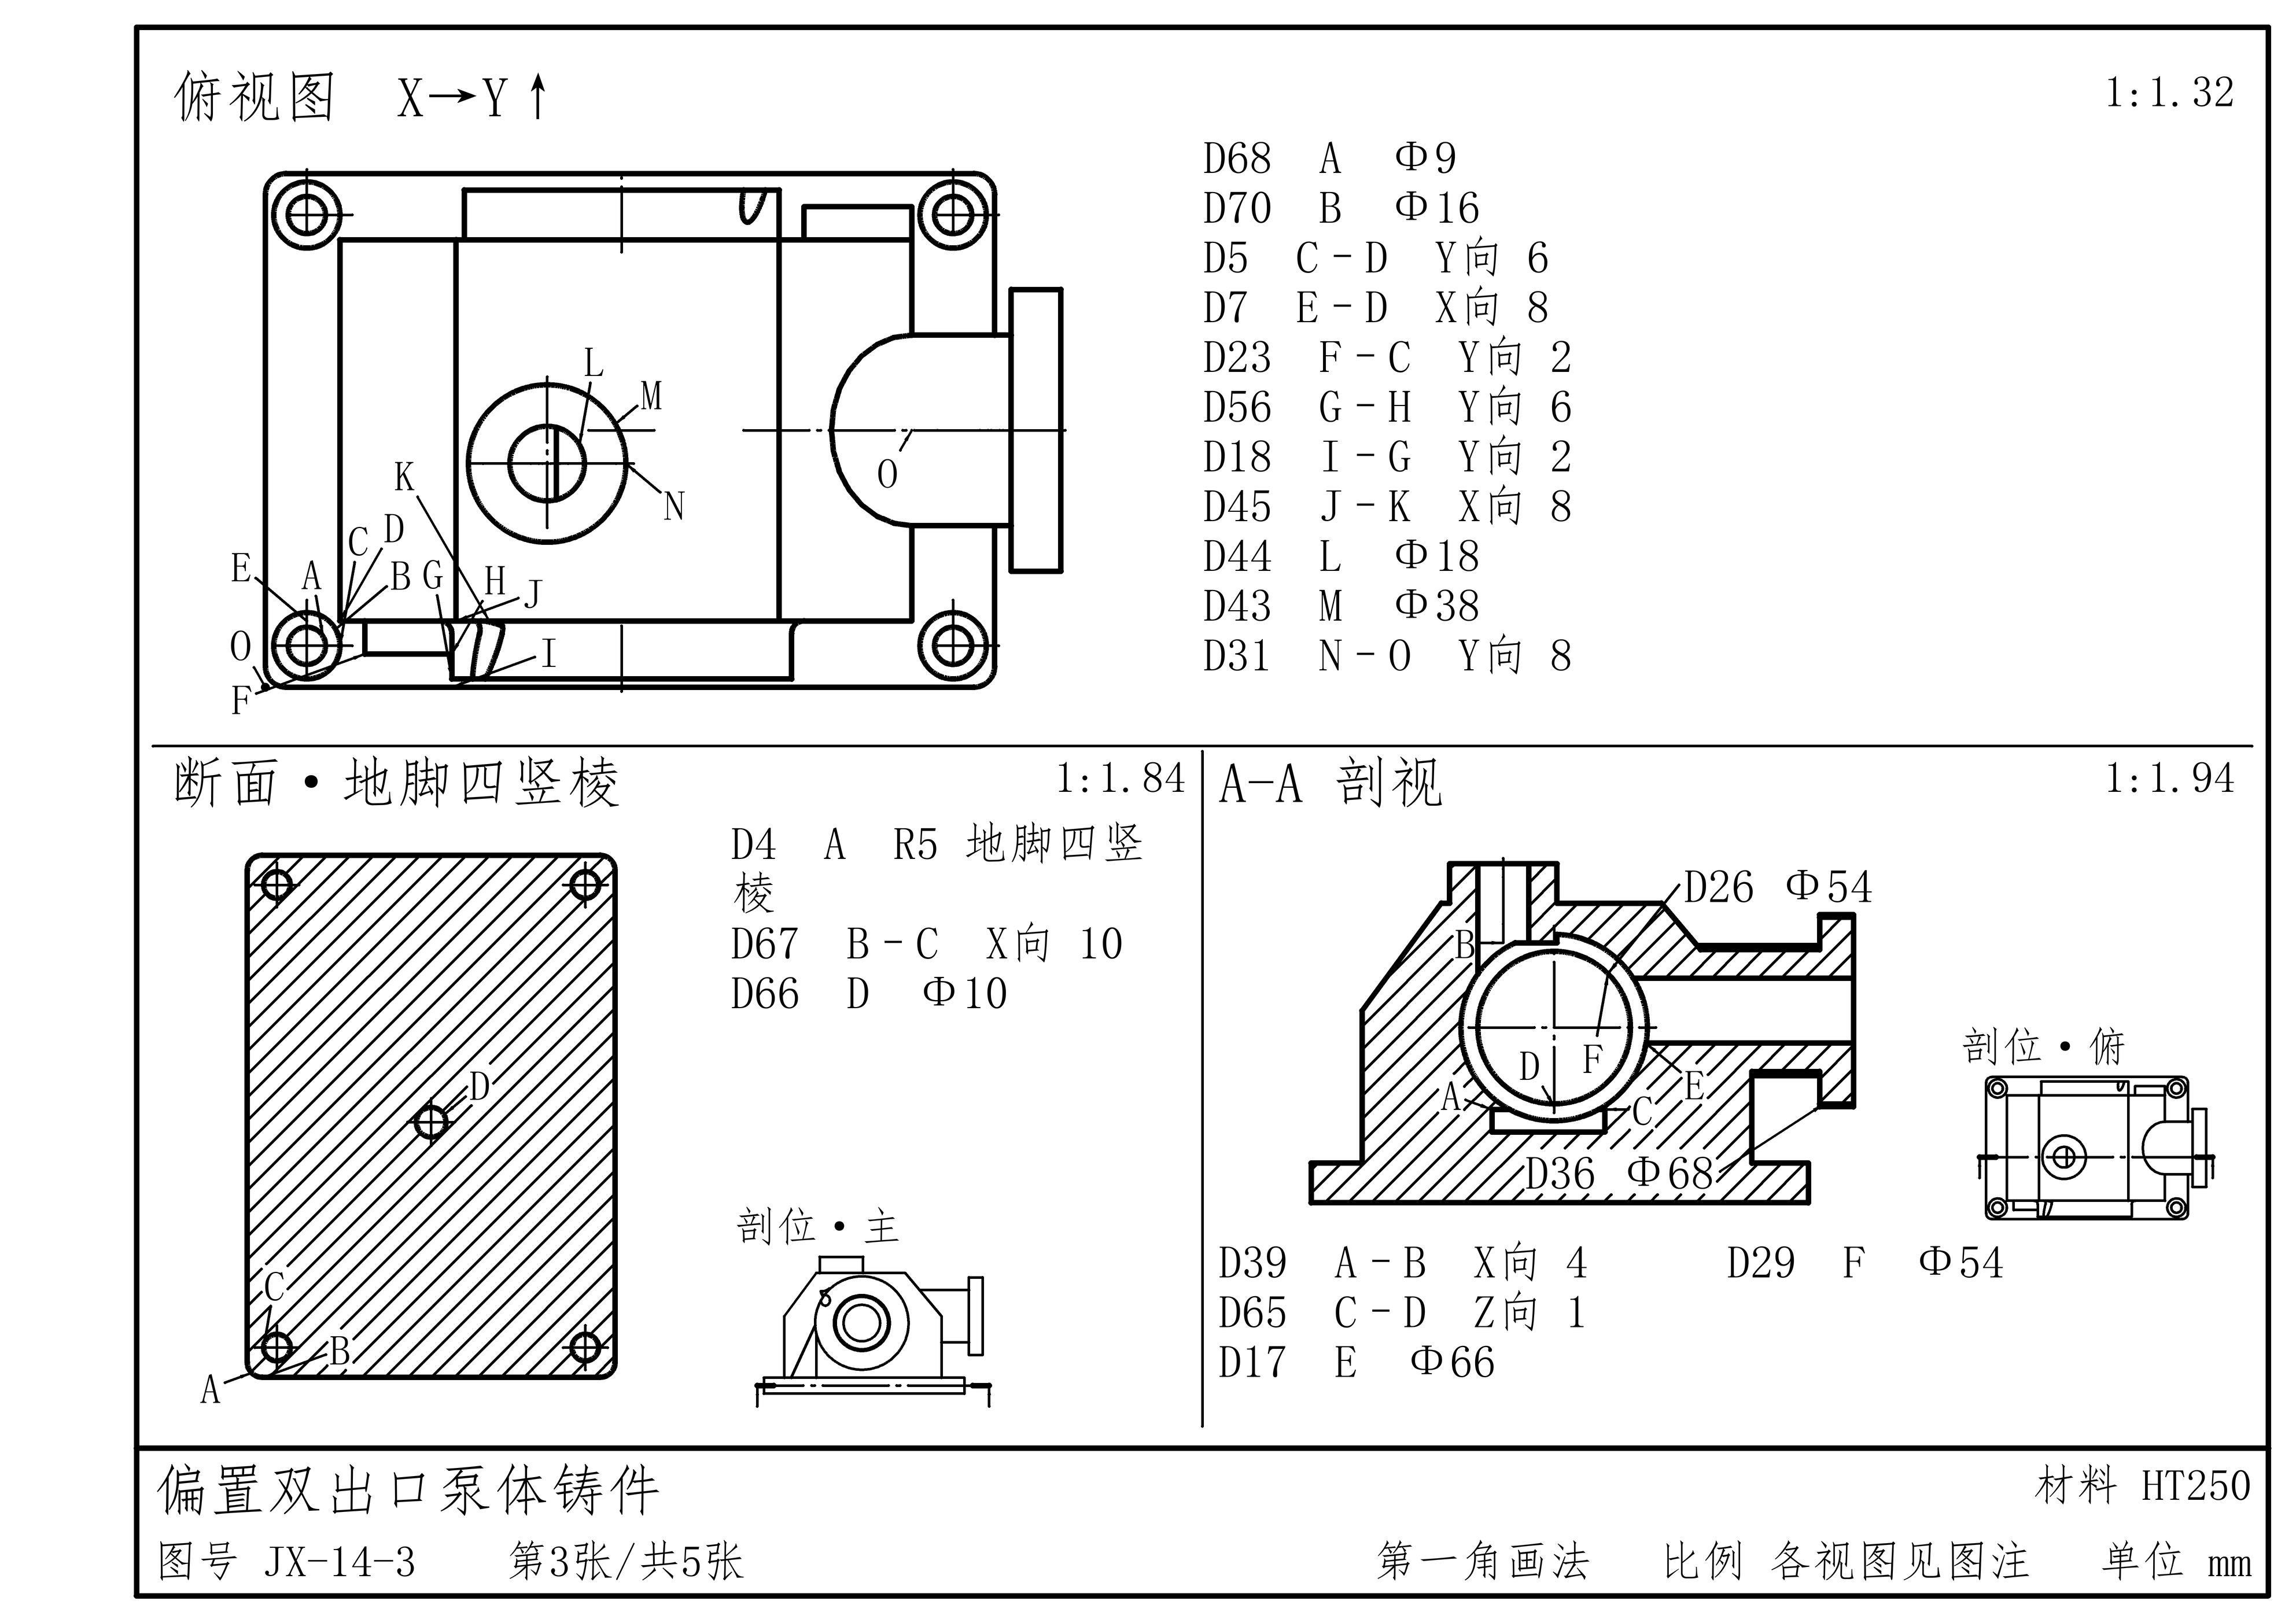 俯视图 X→Y↑
1:1.32
D68 A Φ9
D70 B Φ16
D5 C-D Y向 6
D7 E-D X向 8
D23 F-C Y向 2
D56 G-H Y向 6
D18 I-G Y向 2
D45 J-K X向 8
D44 L Φ18
D43 M Φ38
D31 N-O Y向 8
L
M
K
O
N
C
D
E
A
B
G
H
J
O
I
F
断面·地脚四竖棱
1:1.84
D4 A R5 地脚四竖
棱
D67 B-C X向 10
D66 D Φ10
D
C
B
A
剖位·主
A-A 剖视
1:1.94
D26 Φ54
B
F
D
E
A
C
D36 Φ68
剖位·俯
D39 A-B X向 4
D65 C-D Z向 1
D17 E Φ66
D29 F Φ54
偏置双出口泵体铸件
材料 HT250
图号 JX-14-3 第3张/共5张
第一角画法 比例 各视图见图注 单位 mm